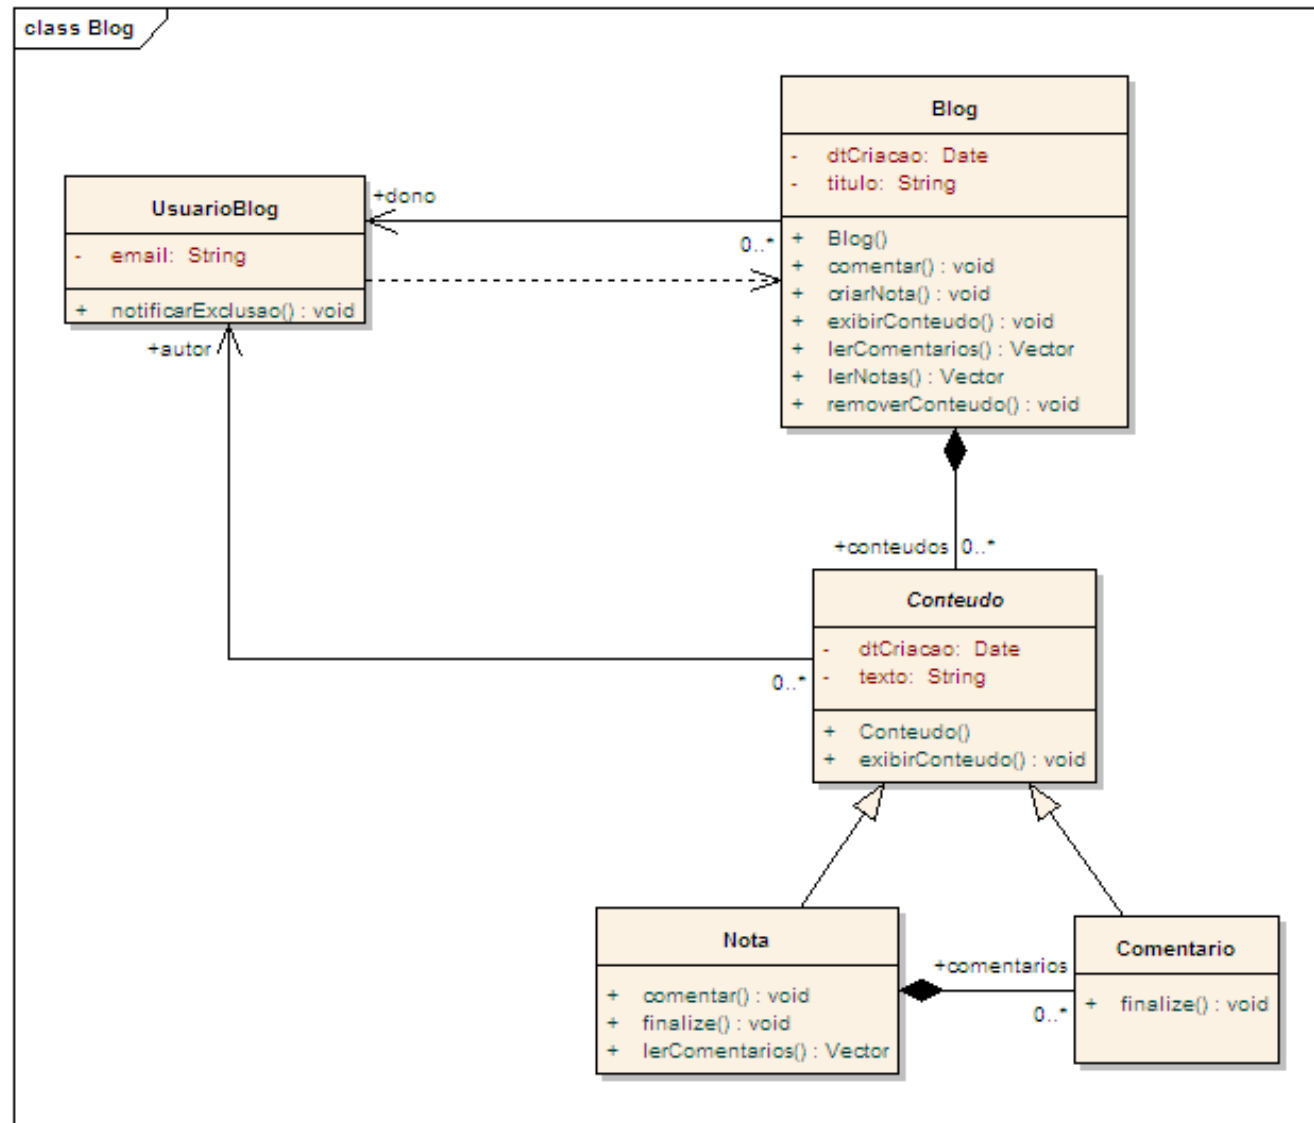 class Blog
Blog
- dtCriacao: Date
- titulo: String
+ Blog()
+ comentar() : void
+ criarNota() : void
+ exibirConteudo() : void
+ lerComentarios() : Vector
+ lerNotas() : Vector
+ removerConteudo() : void
UsuarioBlog
- email: String
+ notificarExclusao() : void
+dono
0..*
+autor
+conteudos 0..*
Conteudo
- dtCriacao: Date
- texto: String
+ Conteudo()
+ exibirConteudo() : void
0..*
Nota
+ comentar() : void
+ finalize() : void
+ lerComentarios() : Vector
+comentarios
0..*
Comentario
+ finalize() : void